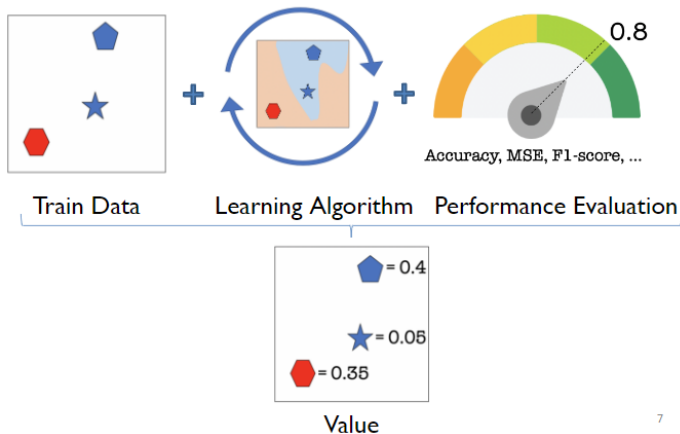 0.8
Accuracy, MSE, F1-score, ...
Train Data
Learning Algorithm
Performance Evaluation
= 0.4
= 0.05
= 0.35
Value
7